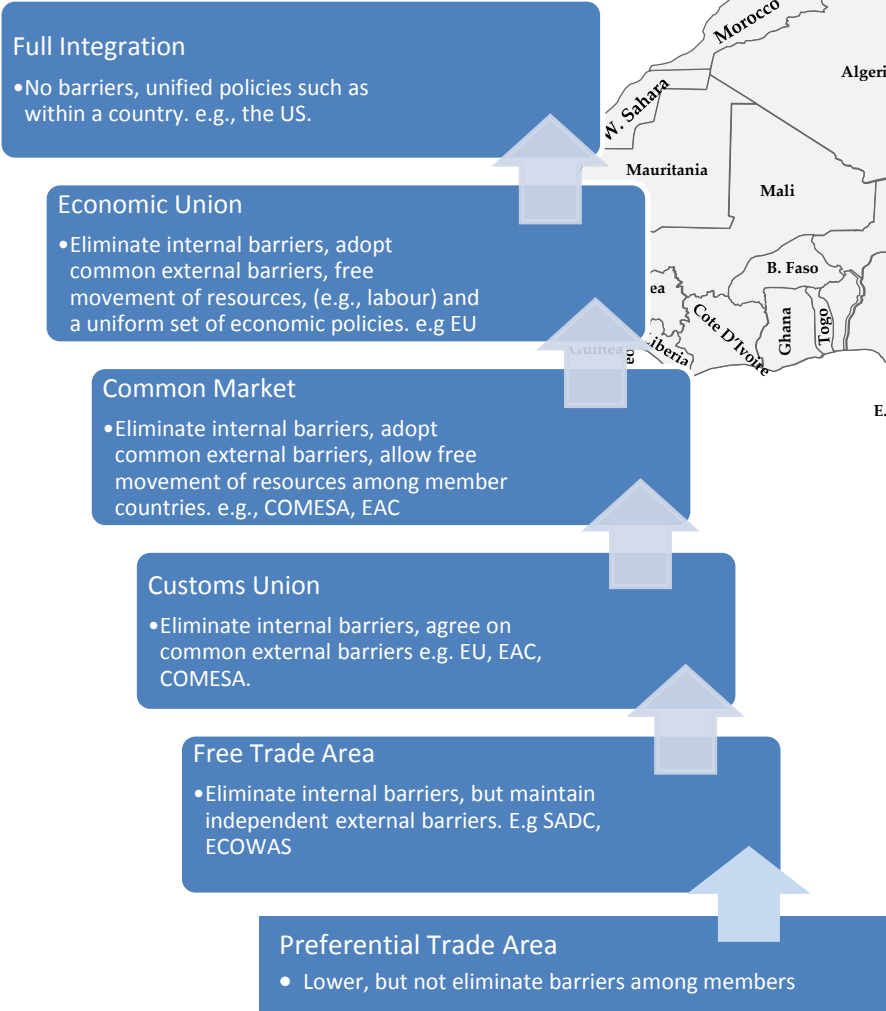 Full Integration
•No barriers, unified policies such as
within a country. e.g., the US.
Economic Union
•Eliminate internal barriers, adopt
common external barriers, free
movement of resources, (e.g., labour) and
a uniform set of economic policies. e.g EU
Common Market
•Eliminate internal barriers, adopt
common external barriers, allow free
movement of resources among member
countries. e.g., COMESA, EAC
Customs Union
•Eliminate internal barriers, agree on
common external barriers e.g. EU, EAC,
COMESA.
Free Trade Area
•Eliminate internal barriers, but maintain
independent external barriers. E.g SADC,
ECOWAS
Preferential Trade Area
• Lower, but not eliminate barriers among members
Morocco
Algeri
W. Sahara
Mauritania
Mali
B. Faso
ea
Guinea
eo
Liberia
Cote D'Ivoire
Ghana
Togo
E.